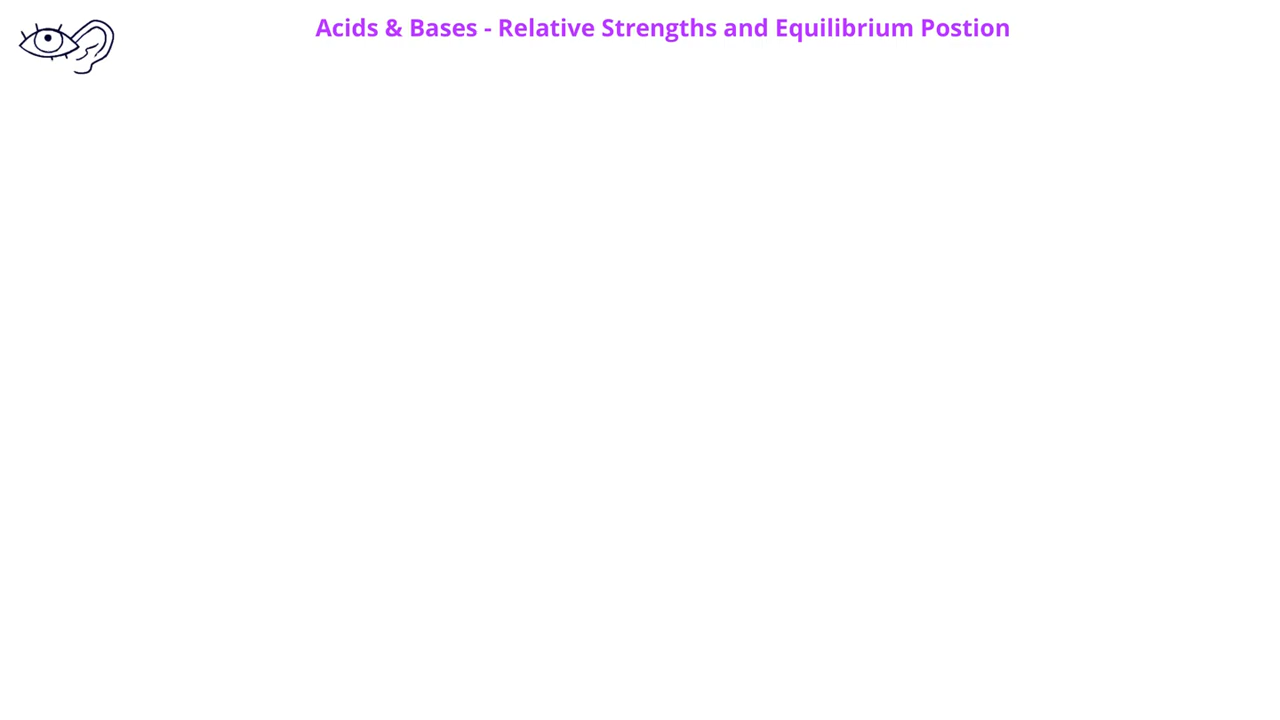 Acids & Bases - Relative Strengths and Equilibrium Postion